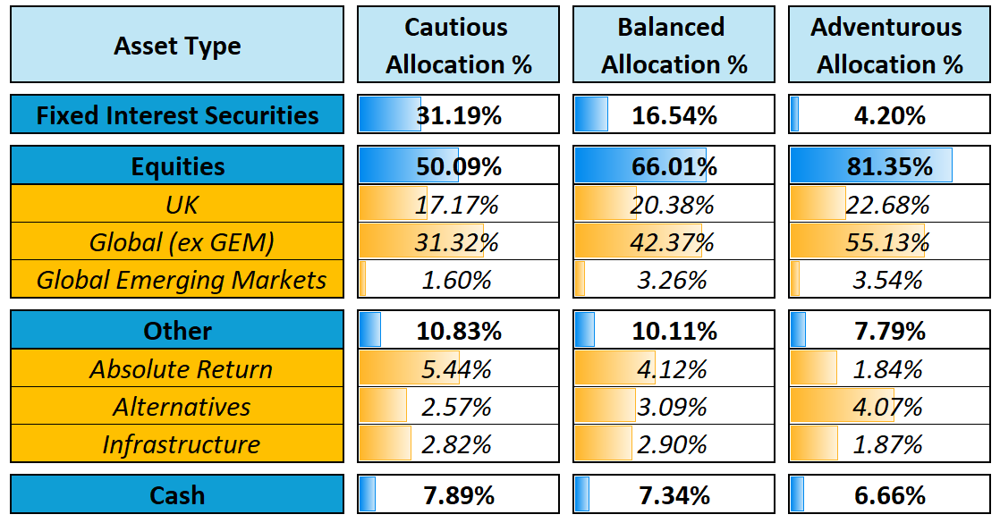 Asset Type Cautious Allocation % Balanced Allocation % Adventurous Allocation %
Fixed Interest Securities 31.19% 16.54% 4.20%
Equities 50.09% 66.01% 81.35%
UK 17.17% 20.38% 22.68%
Global (ex GEM) 31.32% 42.37% 55.13%
Global Emerging Markets 1.60% 3.26% 3.54%
Other 10.83% 10.11% 7.79%
Absolute Return 5.44% 4.12% 1.84%
Alternatives 2.57% 3.09% 4.07%
Infrastructure 2.82% 2.90% 1.87%
Cash 7.89% 7.34% 6.66%